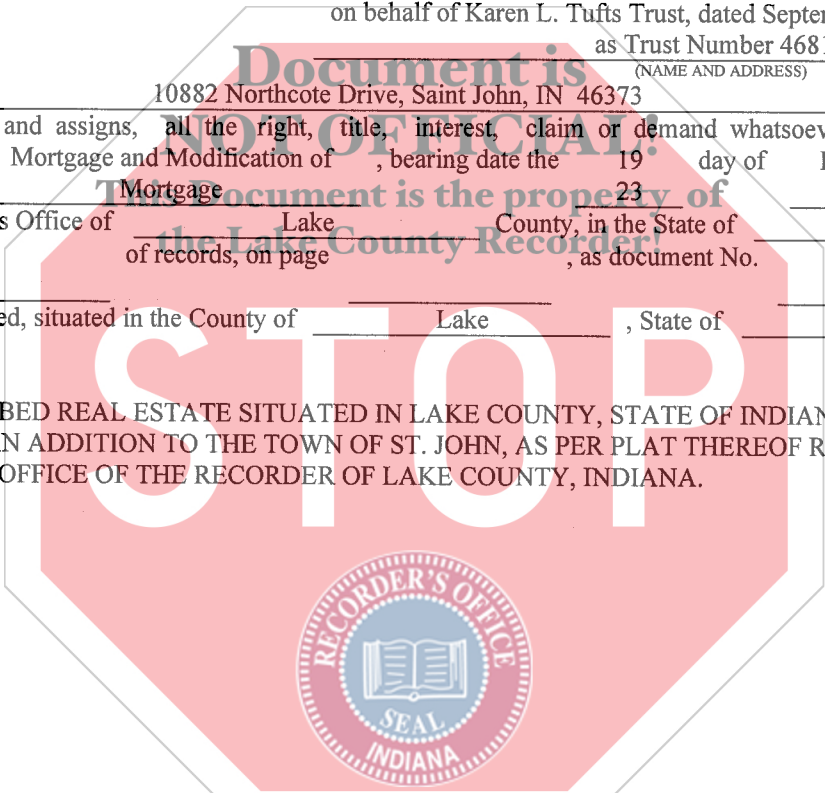 on behalf of Karen L. Tufts Trust, dated Septe
as Trust Number 468
(NAME AND ADDRESS)
Document is
10882 Northcote Drive, Saint John, IN 46373
NOT OFFICIAL!
and assigns, all the right, title, interest, claim or demand whatsoev
Mortgage and Modification of , bearing date the 19 day of
This Document is the property of
Mortgage 23
s Office of Lake County, in the State of
the Lake County Recorder!
of records, on page , as document No.
ed, situated in the County of Lake , State of
STOP
BED REAL ESTATE SITUATED IN LAKE COUNTY, STATE OF INDIAN
N ADDITION TO THE TOWN OF ST. JOHN, AS PER PLAT THEREOF R
OFFICE OF THE RECORDER OF LAKE COUNTY, INDIANA.
RECORDER'S OFFICE
SEAL
INDIANA